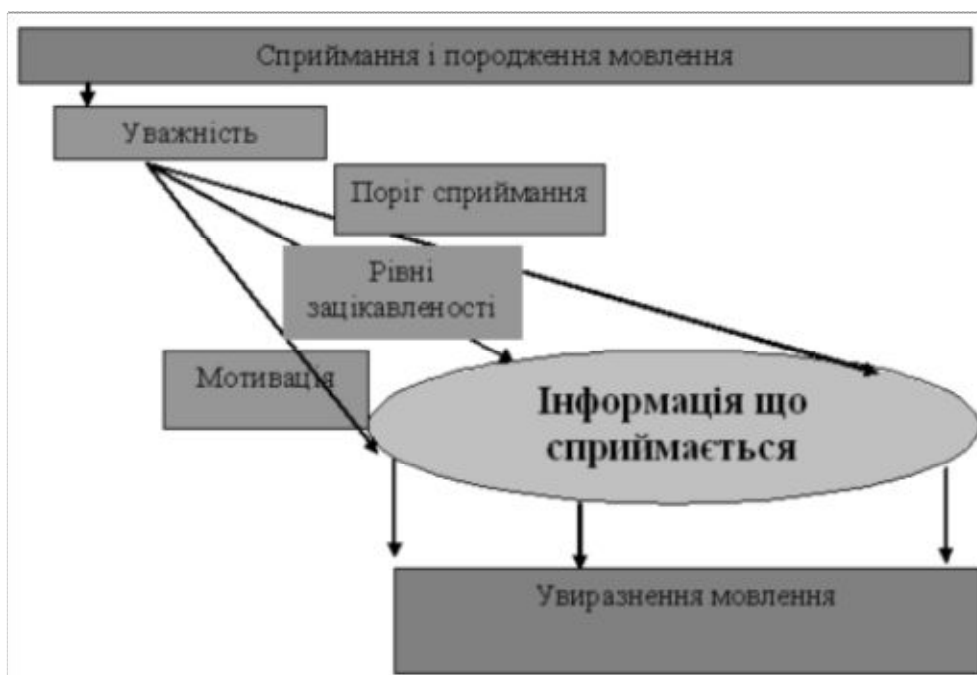 Сприймання і породження мовлення
Уважність
Поріг сприймання
Рівні
зацікавленості
Мотивація
Інформація що
сприймається
Увиразнення мовлення